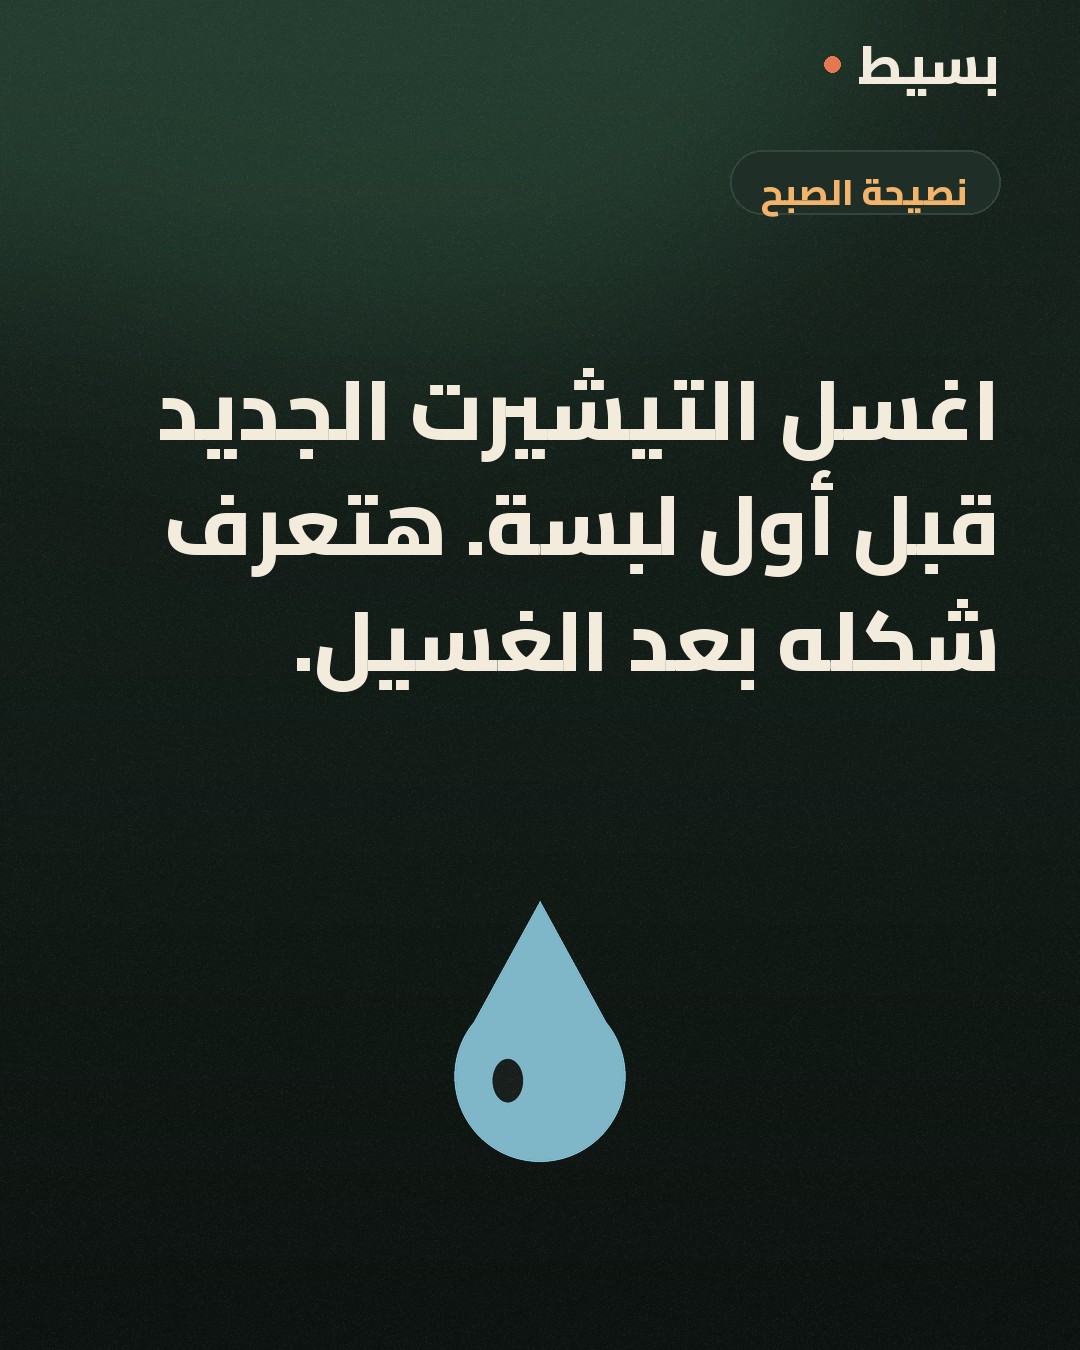 بسيط
نصيحة الصبح
اغسل التيشيرت الجديد
قبل أول لبسة. هتعرف
شكله بعد الغسيل.